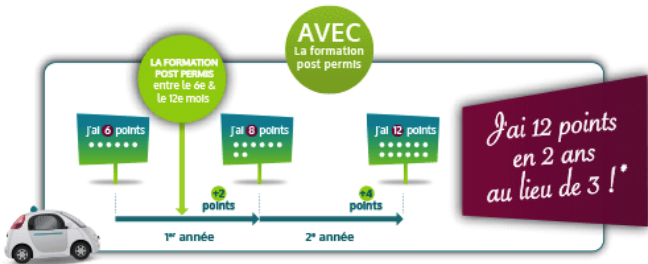 AVEC
La formation
post permis
LA FORMATION
POST PERMIS
entre le 6e &
le 12e mois
J'ai 6 points
J'ai 8 points
J'ai 12 points
+2
points
+4
points
1er année
2e année
J'ai 12 points
en 2 ans
au lieu de 3 !*